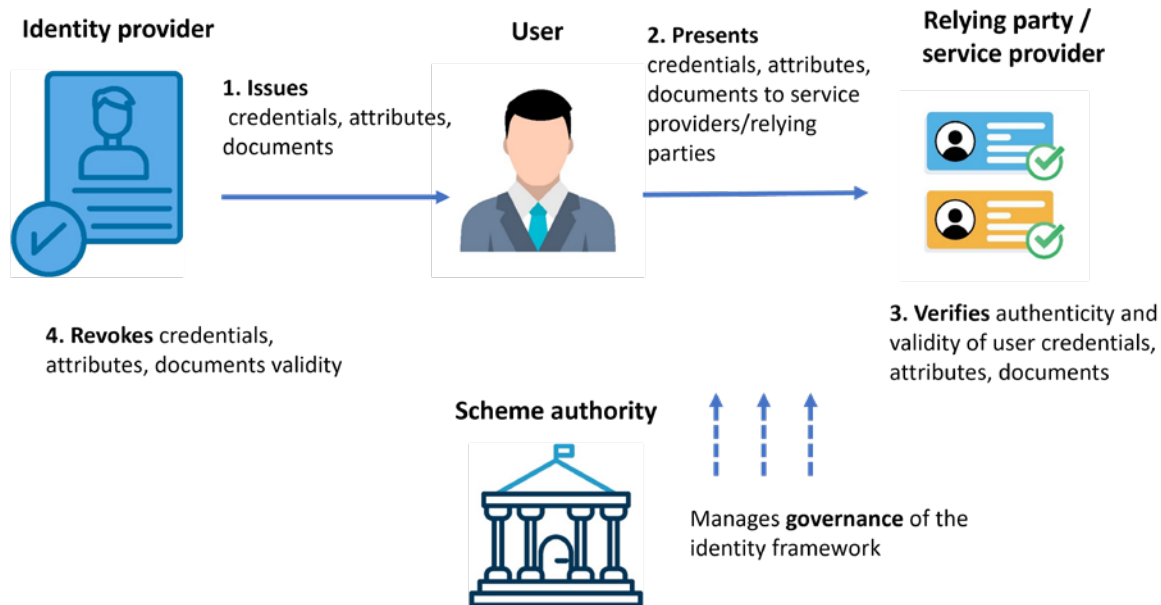 Identity provider
1. Issues
credentials, attributes,
documents
User
2. Presents
credentials, attributes,
documents to service
providers/relying
parties
Relying party /
service provider
4. Revokes credentials,
attributes, documents validity
3. Verifies authenticity and
validity of user credentials,
attributes, documents
Scheme authority
Manages governance of the
identity framework